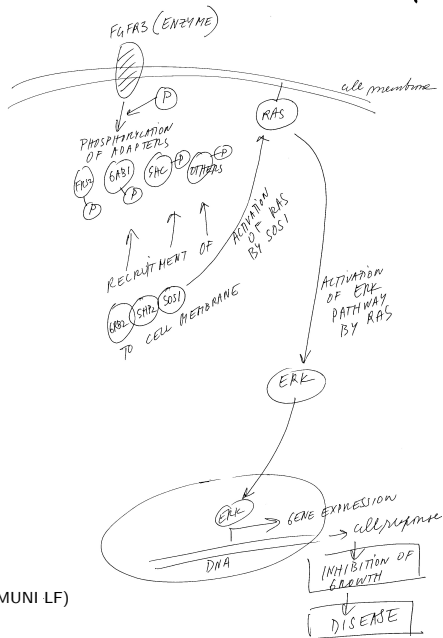 FGFR3 (ENZYME)
P
cell membrane
RAS
PHOSPHORYLATION
OF ADAPTERS
FRS2
GAB1
SHC
P
OTHERS
P
P
P
ACTIVATION
OF RAS
BY SOS1
RECRUITMENT OF
GRB2
SHP2
SOS1
TO CELL MEMBRANE
ACTIVATION
OF ERK
PATHWAY
BY RAS
ERK
ERK
GENE EXPRESSION
DNA
cell response
INHIBITION OF
GROWTH
DISEASE
MUNI LF)